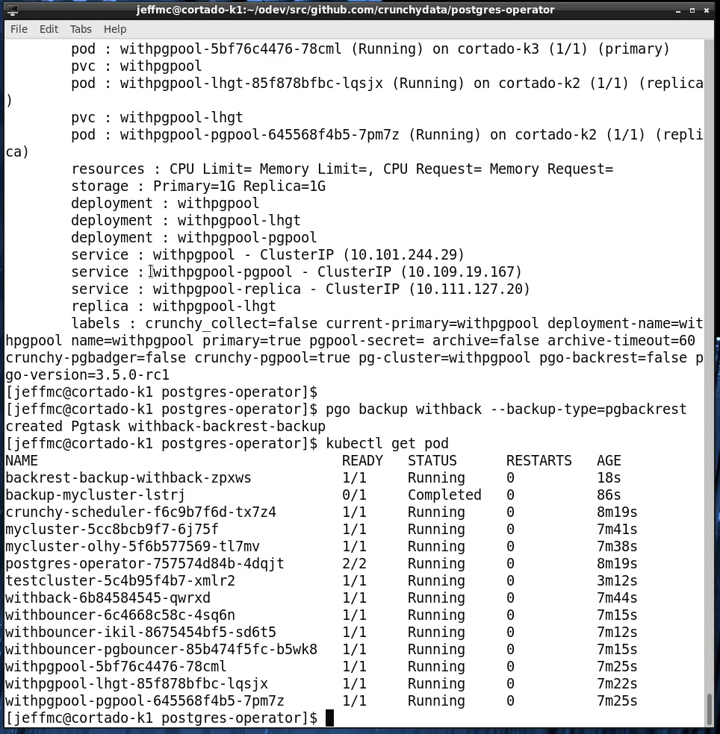 jeffmc@cortado-k1:~/odev/src/github.com/crunchydata/postgres-operator
File Edit Tabs Help
pod : withpgpool-5bf76c4476-78cml (Running) on cortado-k3 (1/1) (primary)
pvc : withpgpool
pod : withpgpool-lhgt-85f878bfbc-lqsjx (Running) on cortado-k2 (1/1) (replica
)
pvc : withpgpool-lhgt
pod : withpgpool-pgpool-645568f4b5-7pm7z (Running) on cortado-k2 (1/1) (repli
ca)
resources : CPU Limit= Memory Limit=, CPU Request= Memory Request=
storage : Primary=1G Replica=1G
deployment : withpgpool
deployment : withpgpool-lhgt
deployment : withpgpool-pgpool
service : withpgpool - ClusterIP (10.101.244.29)
service : withpgpool-pgpool - ClusterIP (10.109.19.167)
service : withpgpool-replica - ClusterIP (10.111.127.20)
replica : withpgpool-lhgt
labels : crunchy_collect=false current-primary=withpgpool deployment-name=wit
hpgpool name=withpgpool primary=true pgpool-secret= archive=false archive-timeout=60
crunchy-pgbadger=false crunchy-pgpool=true pg-cluster=withpgpool pgo-backrest=false p
go-version=3.5.0-rc1
[jeffmc@cortado-k1 postgres-operator]$
[jeffmc@cortado-k1 postgres-operator]$ pgo backup withback --backup-type=pgbackrest
created Pgtask withback-backrest-backup
[jeffmc@cortado-k1 postgres-operator]$ kubectl get pod
NAME READY STATUS RESTARTS AGE
backrest-backup-withback-zpxws 1/1 Running 0 18s
backup-mycluster-lstrj 0/1 Completed 0 86s
crunchy-scheduler-f6c9b7f6d-tx7z4 1/1 Running 0 8m19s
mycluster-5cc8bcb9f7-6j75f 1/1 Running 0 7m41s
mycluster-olhy-5f6b577569-tl7mv 1/1 Running 0 7m38s
postgres-operator-757574d84b-4dqjt 2/2 Running 0 8m19s
testcluster-5c4b95f4b7-xmlr2 1/1 Running 0 3m12s
withback-6b84584545-qwrxd 1/1 Running 0 7m44s
withbouncer-6c4668c58c-4sq6n 1/1 Running 0 7m15s
withbouncer-ikil-8675454bf5-sd6t5 1/1 Running 0 7m12s
withbouncer-pgbouncer-85b474f5fc-b5wk8 1/1 Running 0 7m15s
withpgpool-5bf76c4476-78cml 1/1 Running 0 7m25s
withpgpool-lhgt-85f878bfbc-lqsjx 1/1 Running 0 7m22s
withpgpool-pgpool-645568f4b5-7pm7z 1/1 Running 0 7m25s
[jeffmc@cortado-k1 postgres-operator]$